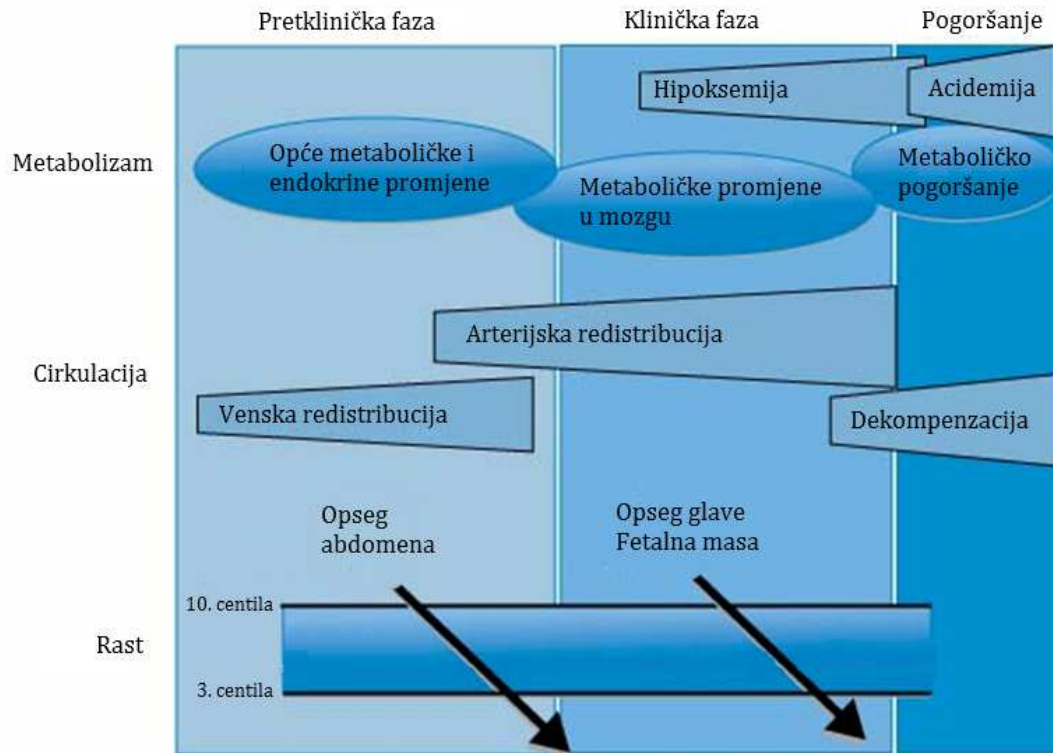 Pretklinička faza
Klinička faza
Pogoršanje
Hipoksemija
Acidemija
Metabolizam
Opće metaboličke i
endokrine promjene
Metaboličke promjene
u mozgu
Metaboličko
pogoršanje
Cirkulacija
Arterijska redistribucija
Venska redistribucija
Dekompenzacija
Opseg
abdomena
Opseg glave
Fetalna masa
10. centila
Rast
3. centila